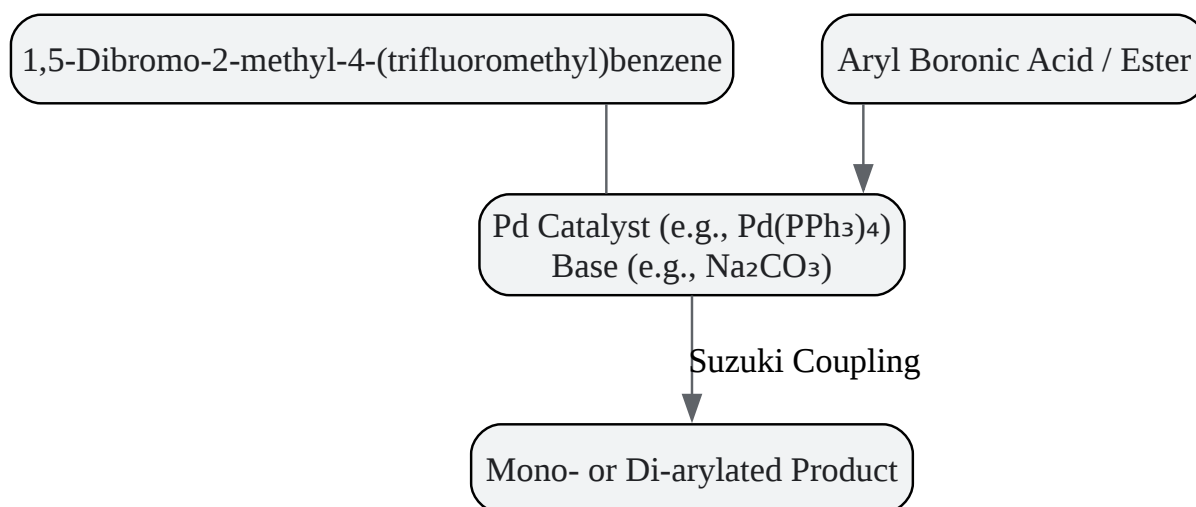 1,5-Dibromo-2-methyl-4-(trifluoromethyl)benzene
Aryl Boronic Acid / Ester
Pd Catalyst (e.g., Pd(PPh₃)₄)
Base (e.g., Na₂CO₃)
Suzuki Coupling
Mono- or Di-arylated Product